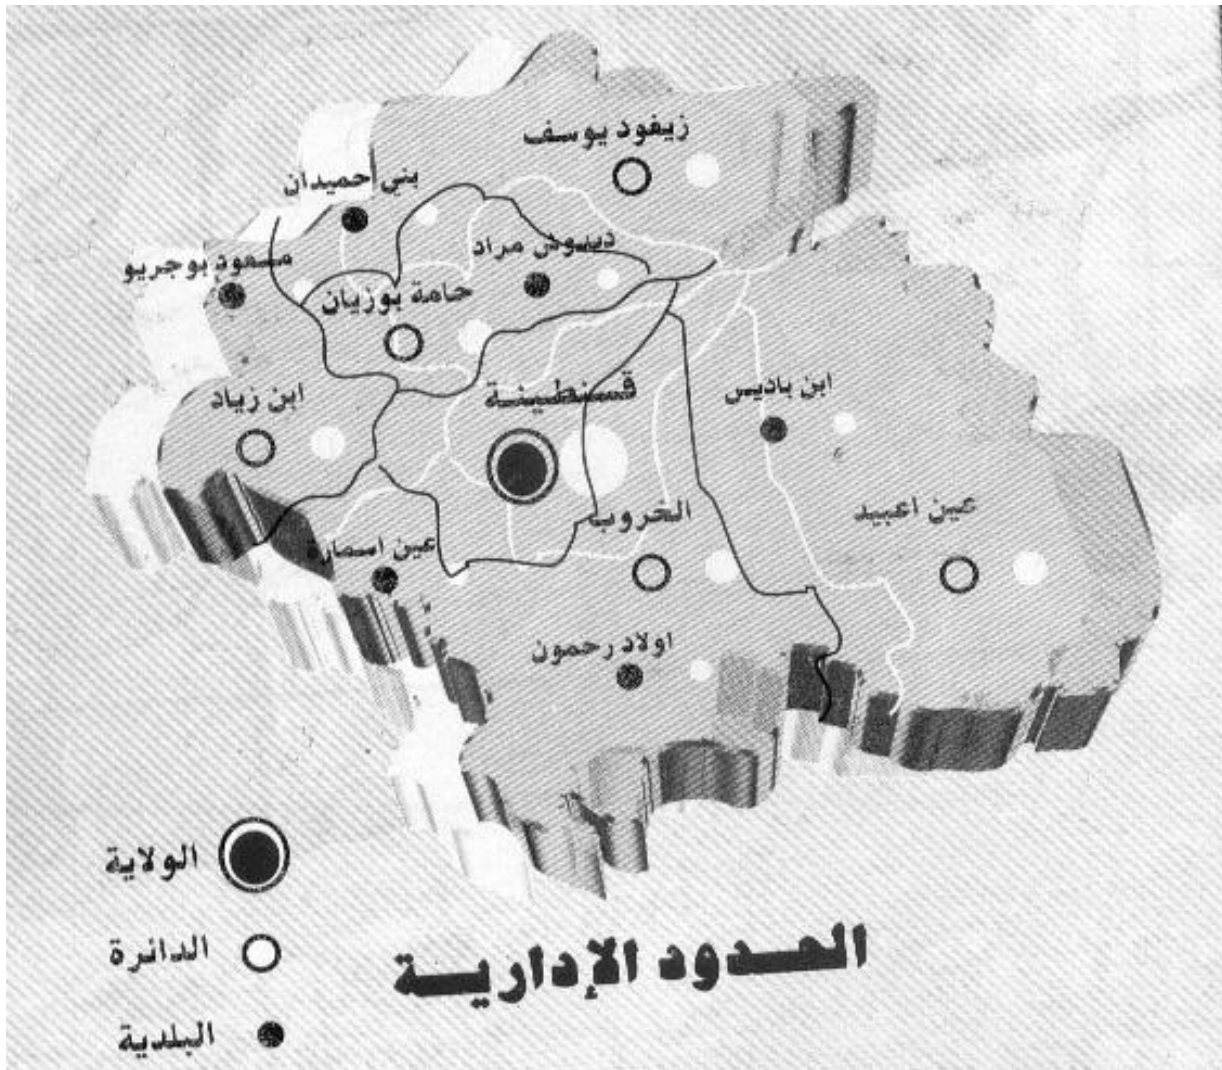 زيغود يوسف
بني احميدان
ديدوش مراد
مسعود بوجريو
حامة بوزيان
قسنطينة
ابن باديس
ابن زياد
الخروب
عين اعبيد
عين اسمارة
اولاد رحمون
الولاية
الدائرة
البلدية
الحدود الإدارية